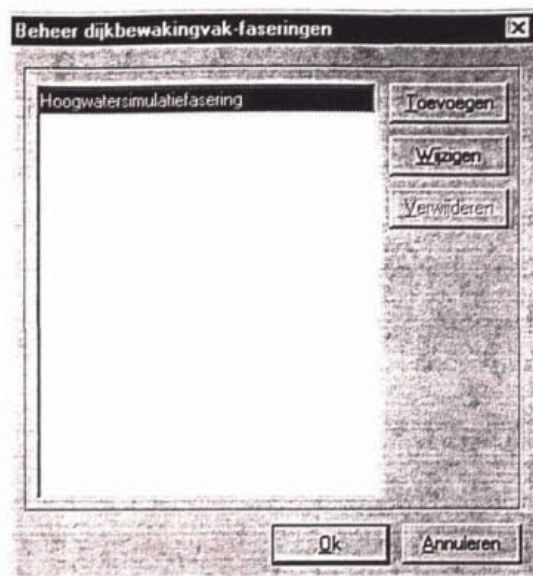 Beheer dijkbewakingvak-faseringen
Hoogwatersimulatiefasering
Toevoegen
Wijzigen
Verwijderen
Ok
Annuleren